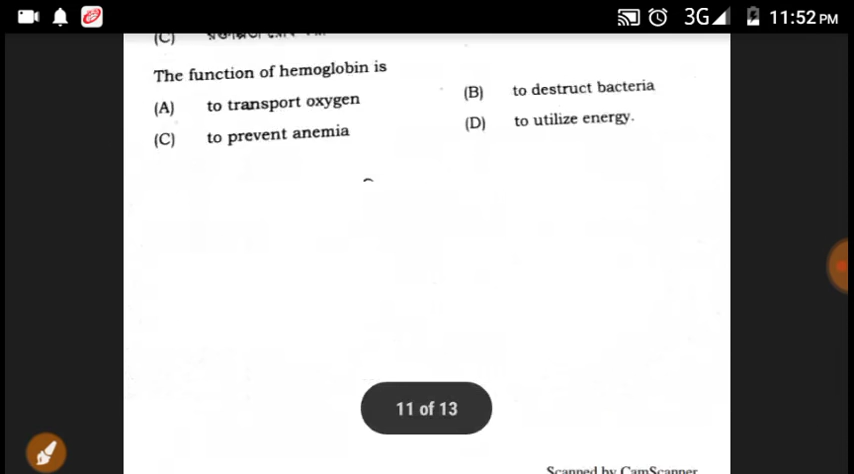 3G 11:52 PM
(C)
The function of hemoglobin is
(A) to transport oxygen (B) to destruct bacteria
(C) to prevent anemia (D) to utilize energy.
11 of 13
Scanned by CamScanner